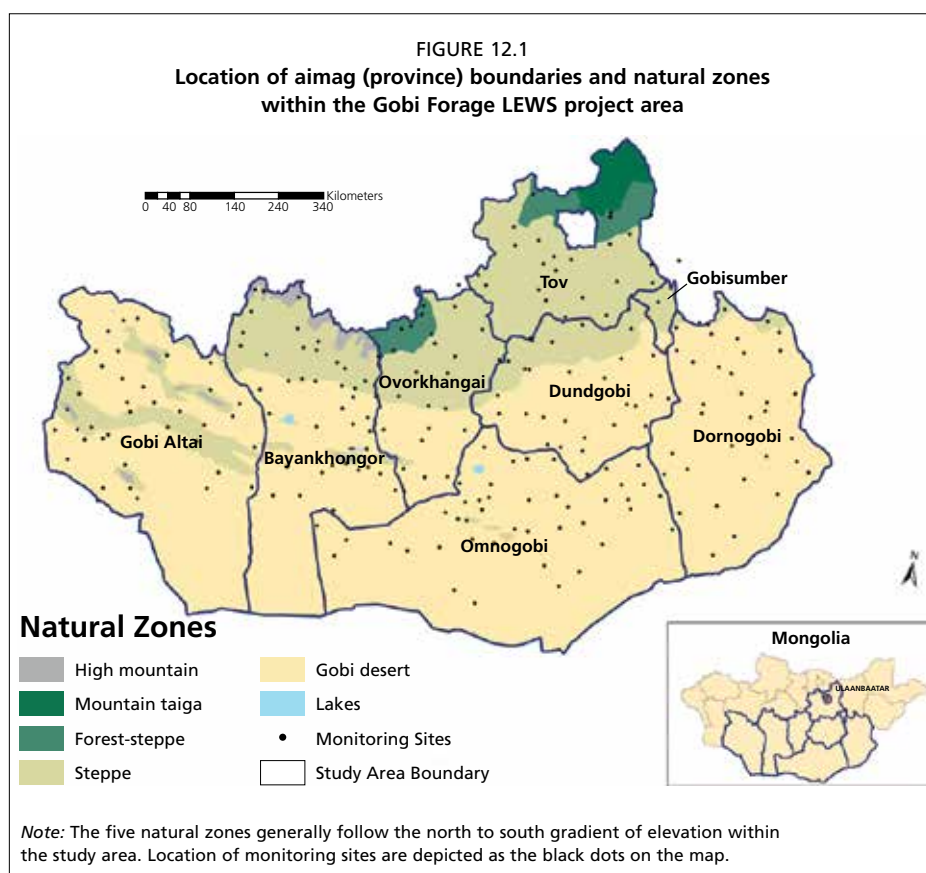 FIGURE 12.1
Location of aimag (province) boundaries and natural zones
within the Gobi Forage LEWS project area
Kilometers
0 40 80 140 240 340
Tov
Gobisumber
Ovorkhangai
Dundgobi
Gobi Altai
Bayankhongor
Dornogobi
Omnogobi
N
Natural Zones
High mountain
Mountain taiga
Forest-steppe
Steppe
Gobi desert
Lakes
Monitoring Sites
Study Area Boundary
Mongolia
ULAANBAATAR
Note: The five natural zones generally follow the north to south gradient of elevation within
the study area. Location of monitoring sites are depicted as the black dots on the map.